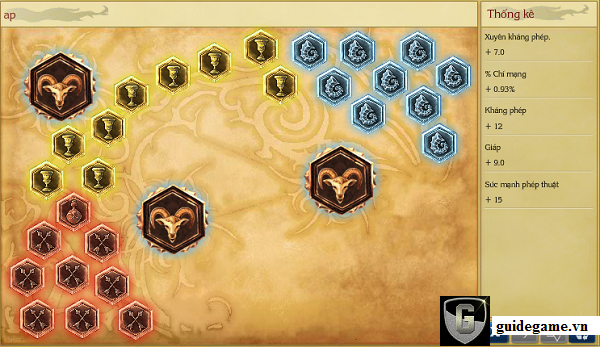 ap
Thống kê
Xuyên kháng phép.
+ 7.0
% Chí mạng
+ 0.93%
Kháng phép
+ 12
Giáp
+ 9.0
Sức mạnh phép thuật
+ 15
G
guidegame.vn